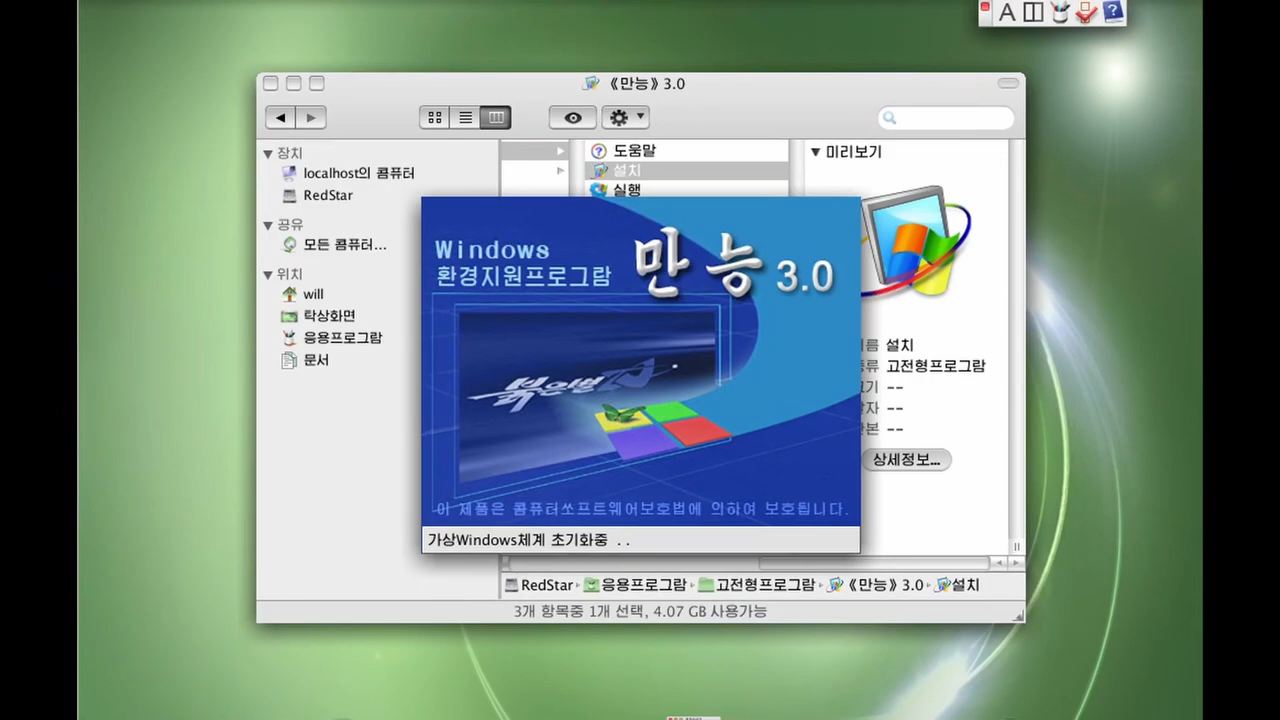 A
《만능》3.0
장치
localhost의 콤퓨터
RedStar
공유
모든 콤퓨터...
위치
will
탁상화면
응용프로그람
문서
도움말
설치
실행
미리보기
Windows
환경지원프로그람
만능 3.0
붉은별
이 제품은 콤퓨터쏘프트웨어보호법에 의하여 보호됩니다.
가상Windows체계 초기화중 . .
설치
고전형프로그람
--
--
--
상세정보...
RedStar 응용프로그람 고전형프로그람 《만능》3.0 설치
3개 항목중 1개 선택, 4.07 GB 사용가능